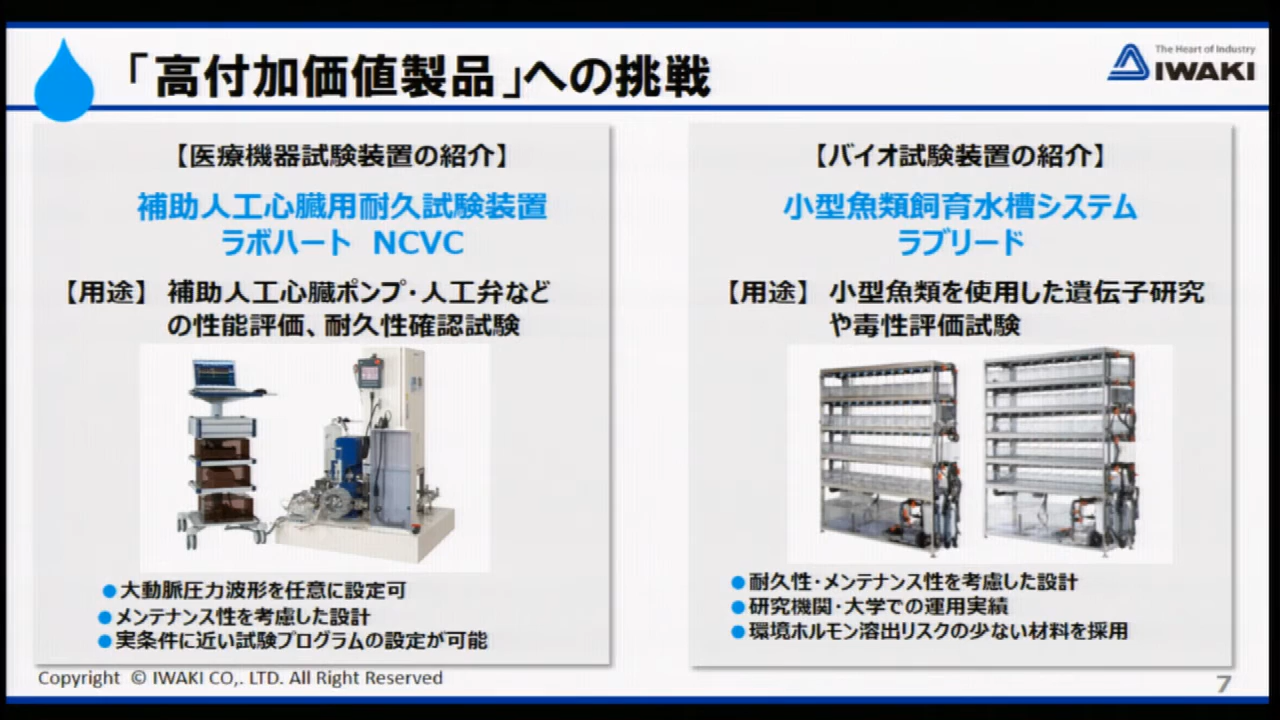 「高付加価値製品」への挑戦
The Heart of Industry
IWAKI
【医療機器試験装置の紹介】
補助人工心臓用耐久試験装置
ラボハート NCVC
【用途】 補助人工心臓ポンプ・人工弁など
の性能評価、耐久性確認試験
●大動脈圧力波形を任意に設定可
●メンテナンス性を考慮した設計
●実条件に近い試験プログラムの設定が可能
【バイオ試験装置の紹介】
小型魚類飼育水槽システム
ラブリード
【用途】 小型魚類を使用した遺伝子研究
や毒性評価試験
●耐久性・メンテナンス性を考慮した設計
●研究機関・大学での運用実績
●環境ホルモン溶出リスクの少ない材料を採用
Copyright © IWAKI CO,. LTD. All Right Reserved
7